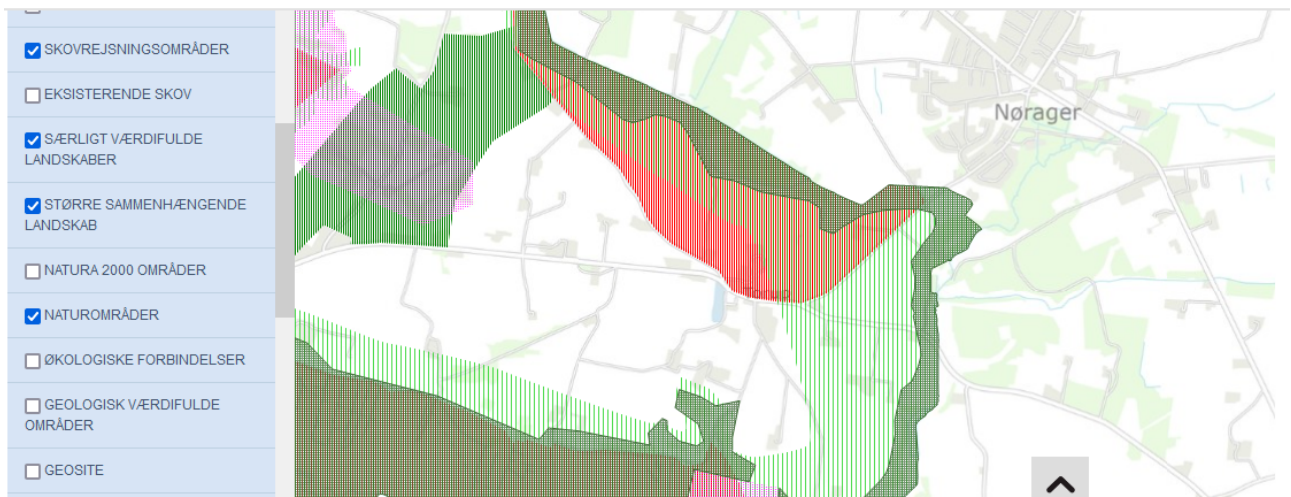 SKOVREJSNINGSOMRÅDER
EKSISTERENDE SKOV
SÆRLIGT VÆRDIFULDE
LANDSKABER
STØRRE SAMMENHÆNGENDE
LANDSKAB
NATURA 2000 OMRÅDER
NATUROMRÅDER
ØKOLOGISKE FORBINDELSER
GEOLOGISK VÆRDIFULDE
OMRÅDER
GEOSITE
Nørager